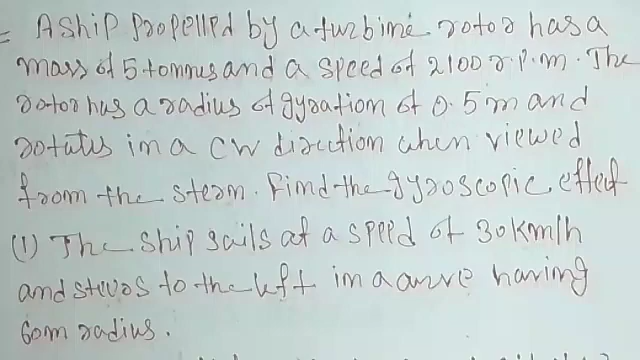 = A ship propelled by a turbine rotor has a
mass of 5 tonnes and a speed of 2100 r.p.m. The
rotor has a radius of gyration of 0.5 m and
rotates in a CW direction when viewed
from the stern. Find the gyroscopic effect
(1) The ship sails at a speed of 30 km/h
and steers to the left in a curve having
60m radius.